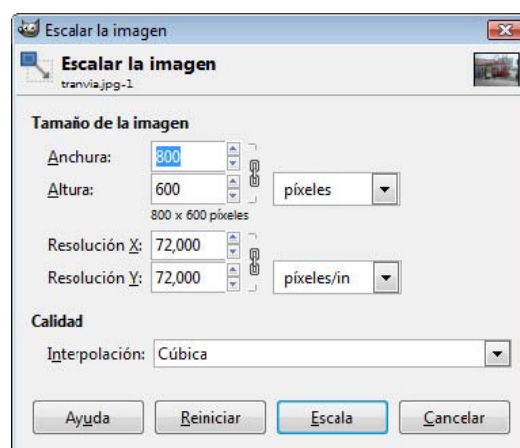 Escalar la imagen
Escalar la imagen
tranvia.jpg-1
Tamaño de la imagen
Anchura: 800
Altura: 600 píxeles
800 x 600 píxeles
Resolución X: 72,000
Resolución Y: 72,000 píxeles/in
Calidad
Interpolación: Cúbica
Ayuda Reiniciar Escala Cancelar